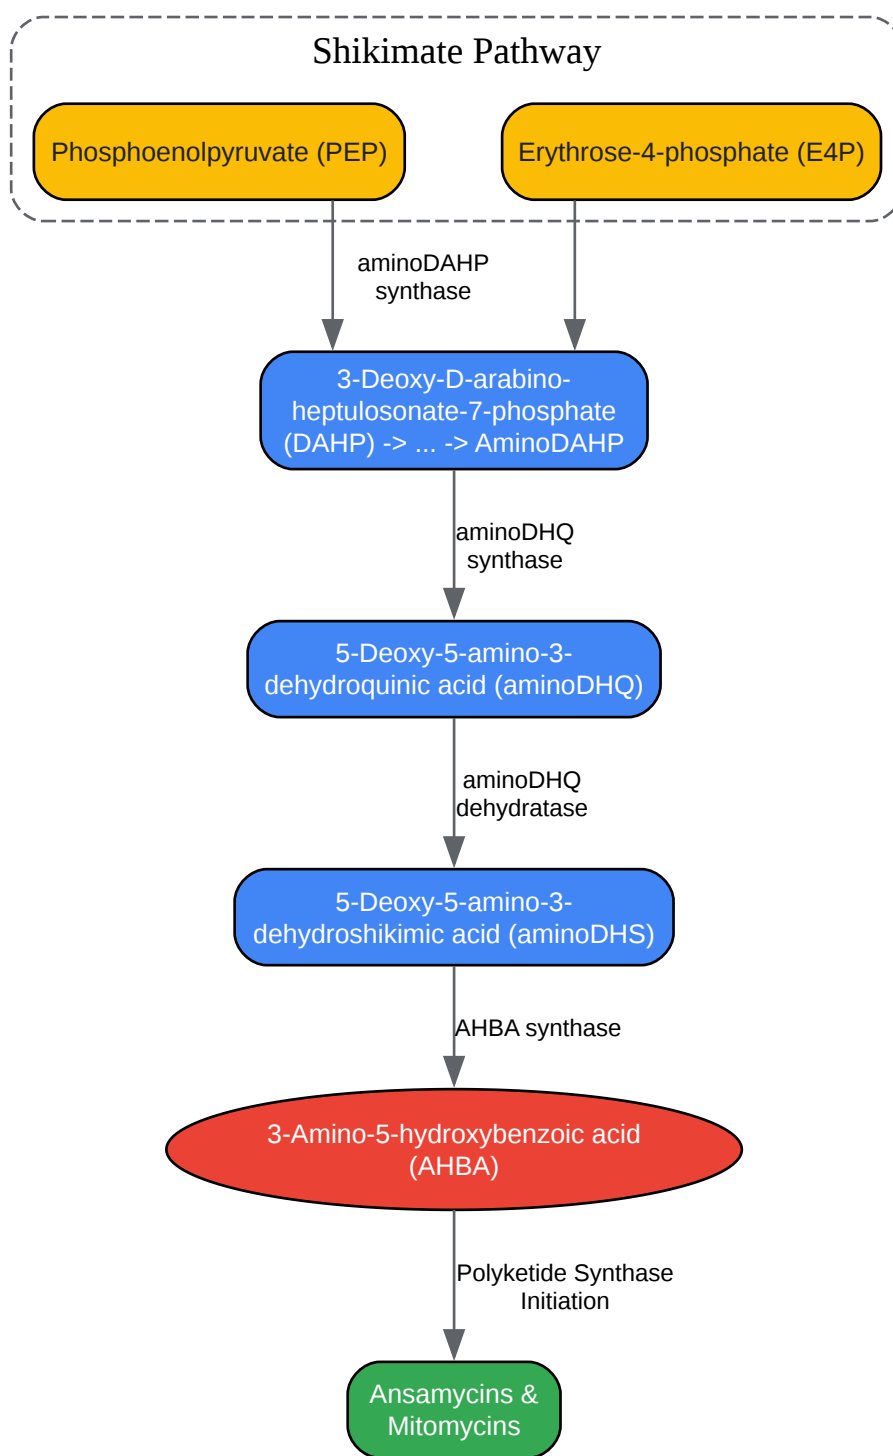 Shikimate Pathway
Phosphoenolpyruvate (PEP)
Erythrose-4-phosphate (E4P)
aminoDAHP
synthase
3-Deoxy-D-arabino-
heptulosonate-7-phosphate
(DAHP) -> ... -> AminoDAHP
aminoDHQ
synthase
5-Deoxy-5-amino-3-
dehydroquinic acid (aminoDHQ)
aminoDHQ
dehydratase
5-Deoxy-5-amino-3-
dehydroshikimic acid (aminoDHS)
AHBA synthase
3-Amino-5-hydroxybenzoic acid
(AHBA)
Polyketide Synthase
Initiation
Ansamycins &
Mitomycins